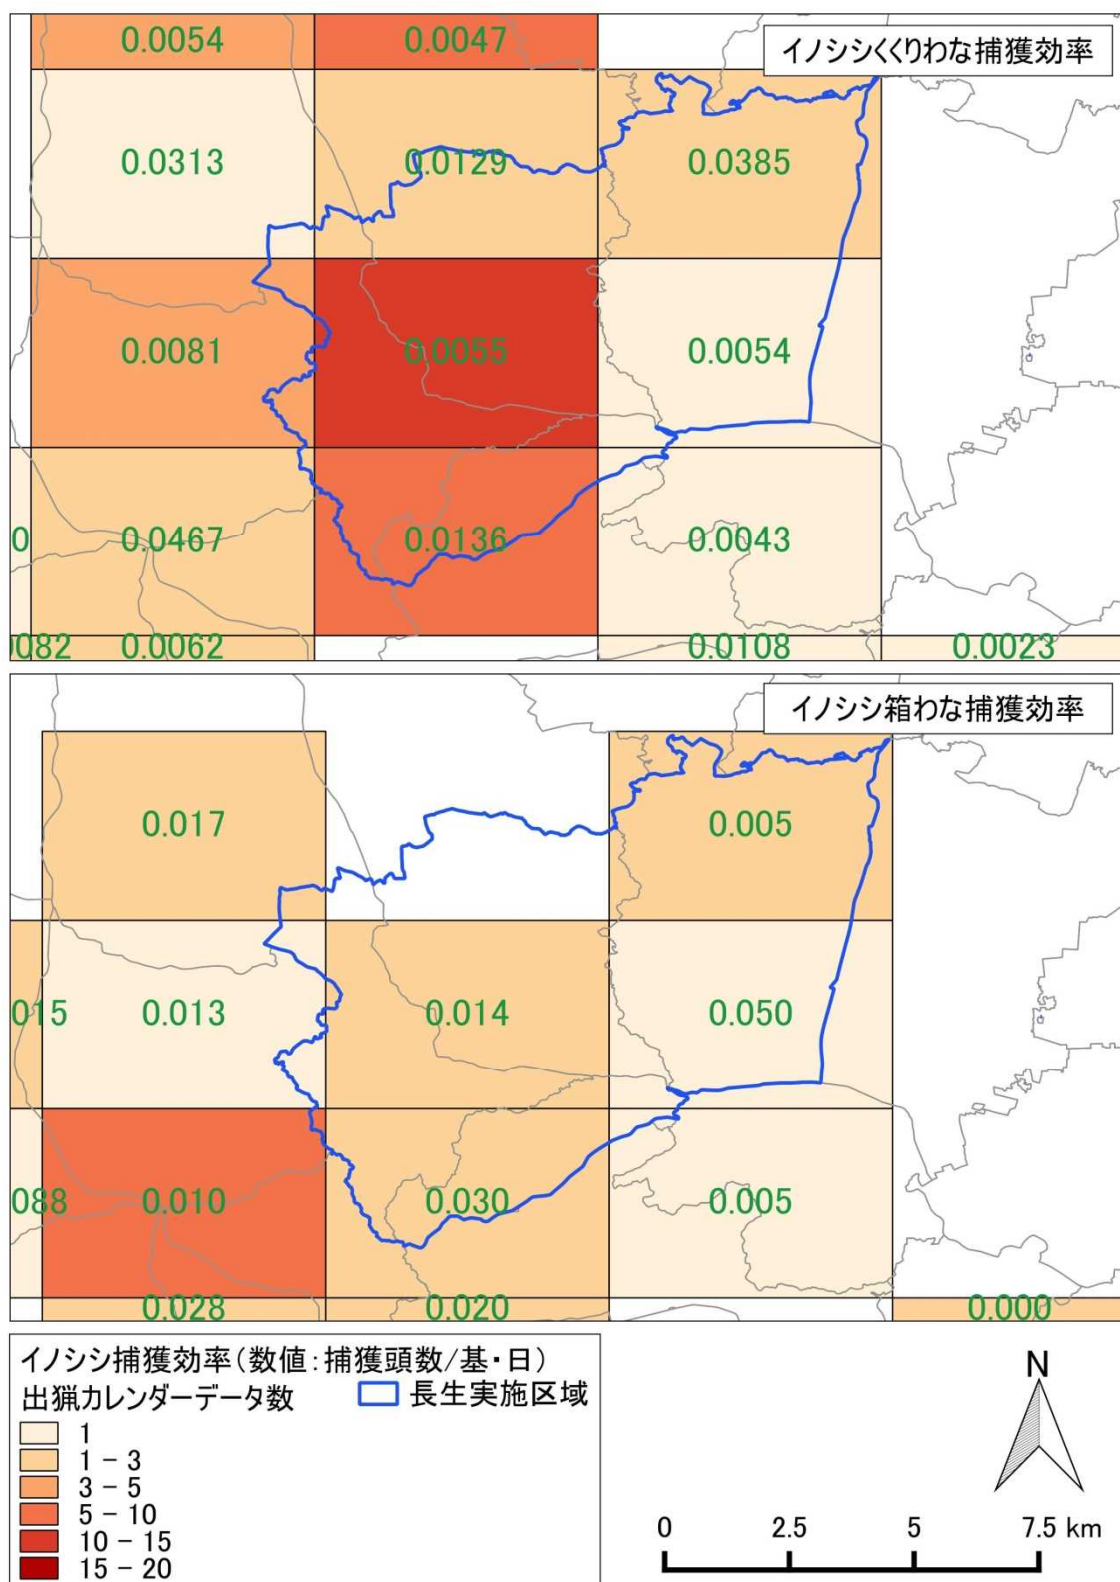 0.0054 0.0047
イノシシくくりわな捕獲効率
0.0313 0.0129 0.0385
0.0081 0.0055 0.0054
0 0.0467 0.0136 0.0043
0082 0.0062 0.0108 0.0023
イノシシ箱わな捕獲効率
0.017 0.005
015 0.013 0.014 0.050
088 0.010 0.030 0.005
0.028 0.020 0.000
イノシシ捕獲効率(数値:捕獲頭数/基・日)
出猟カレンダーデータ数 長生実施区域
1
1 - 3
3 - 5
5 - 10
10 - 15
15 - 20
N
0 2.5 5 7.5 km